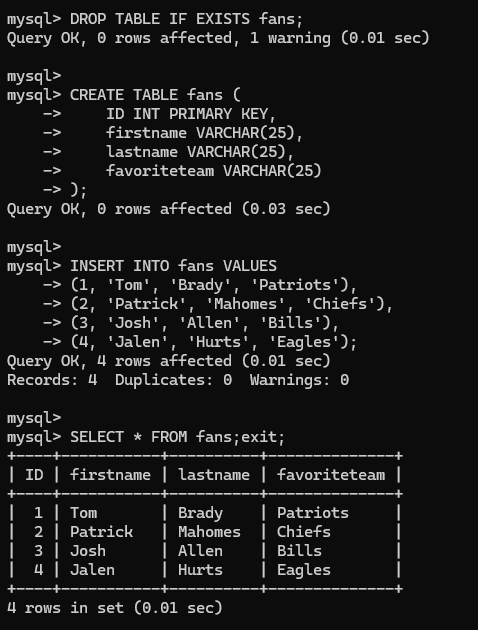 mysql> DROP TABLE IF EXISTS fans;
Query OK, 0 rows affected, 1 warning (0.01 sec)

mysql>
mysql> CREATE TABLE fans (
    ->     ID INT PRIMARY KEY,
    ->     firstname VARCHAR(25),
    ->     lastname VARCHAR(25),
    ->     favoriteteam VARCHAR(25)
    -> );
Query OK, 0 rows affected (0.03 sec)

mysql>
mysql> INSERT INTO fans VALUES
    -> (1, 'Tom', 'Brady', 'Patriots'),
    -> (2, 'Patrick', 'Mahomes', 'Chiefs'),
    -> (3, 'Josh', 'Allen', 'Bills'),
    -> (4, 'Jalen', 'Hurts', 'Eagles');
Query OK, 4 rows affected (0.01 sec)
Records: 4  Duplicates: 0  Warnings: 0

mysql>
mysql> SELECT * FROM fans;exit;
+----+-----------+----------+--------------+
| ID | firstname | lastname | favoriteteam |
+----+-----------+----------+--------------+
|  1 | Tom       | Brady    | Patriots     |
|  2 | Patrick   | Mahomes  | Chiefs       |
|  3 | Josh      | Allen    | Bills        |
|  4 | Jalen     | Hurts    | Eagles       |
+----+-----------+----------+--------------+
4 rows in set (0.01 sec)